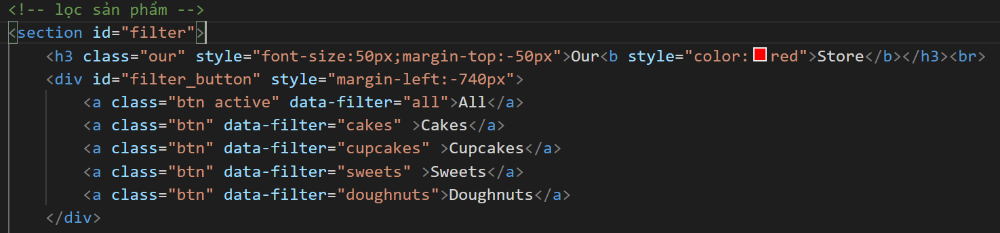 <!-- lọc sản phẩm -->
<section id="filter">
    <h3 class="our" style="font-size:50px;margin-top:-50px">Our<b style="color:red">Store</b></h3><br>
    <div id="filter_button" style="margin-left:-740px">
        <a class="btn active" data-filter="all">All</a>
        <a class="btn" data-filter="cakes" >Cakes</a>
        <a class="btn" data-filter="cupcakes" >Cupcakes</a>
        <a class="btn" data-filter="sweets" >Sweets</a>
        <a class="btn" data-filter="doughnuts">Doughnuts</a>
    </div>